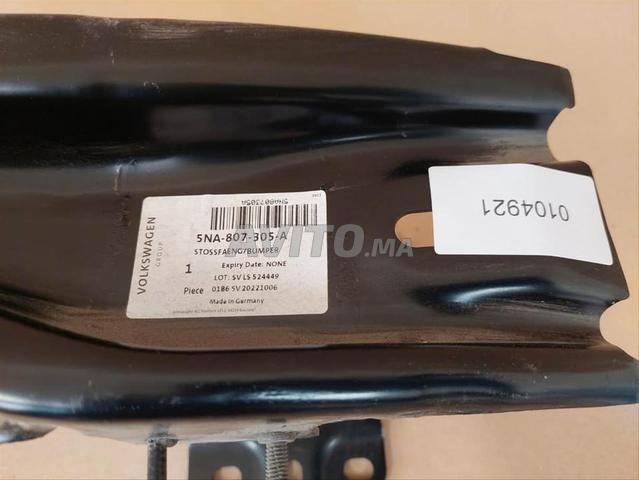 VOLKSWAGEN
GROUP
5NA807305A
5NA-807-305-A
STOSSFAENG/BUMPER
1
Expiry Date: NONE
LOT: SV LS 524449
Piece 0186 SV 20221006
Made in Germany
0104921
AVITO.ma